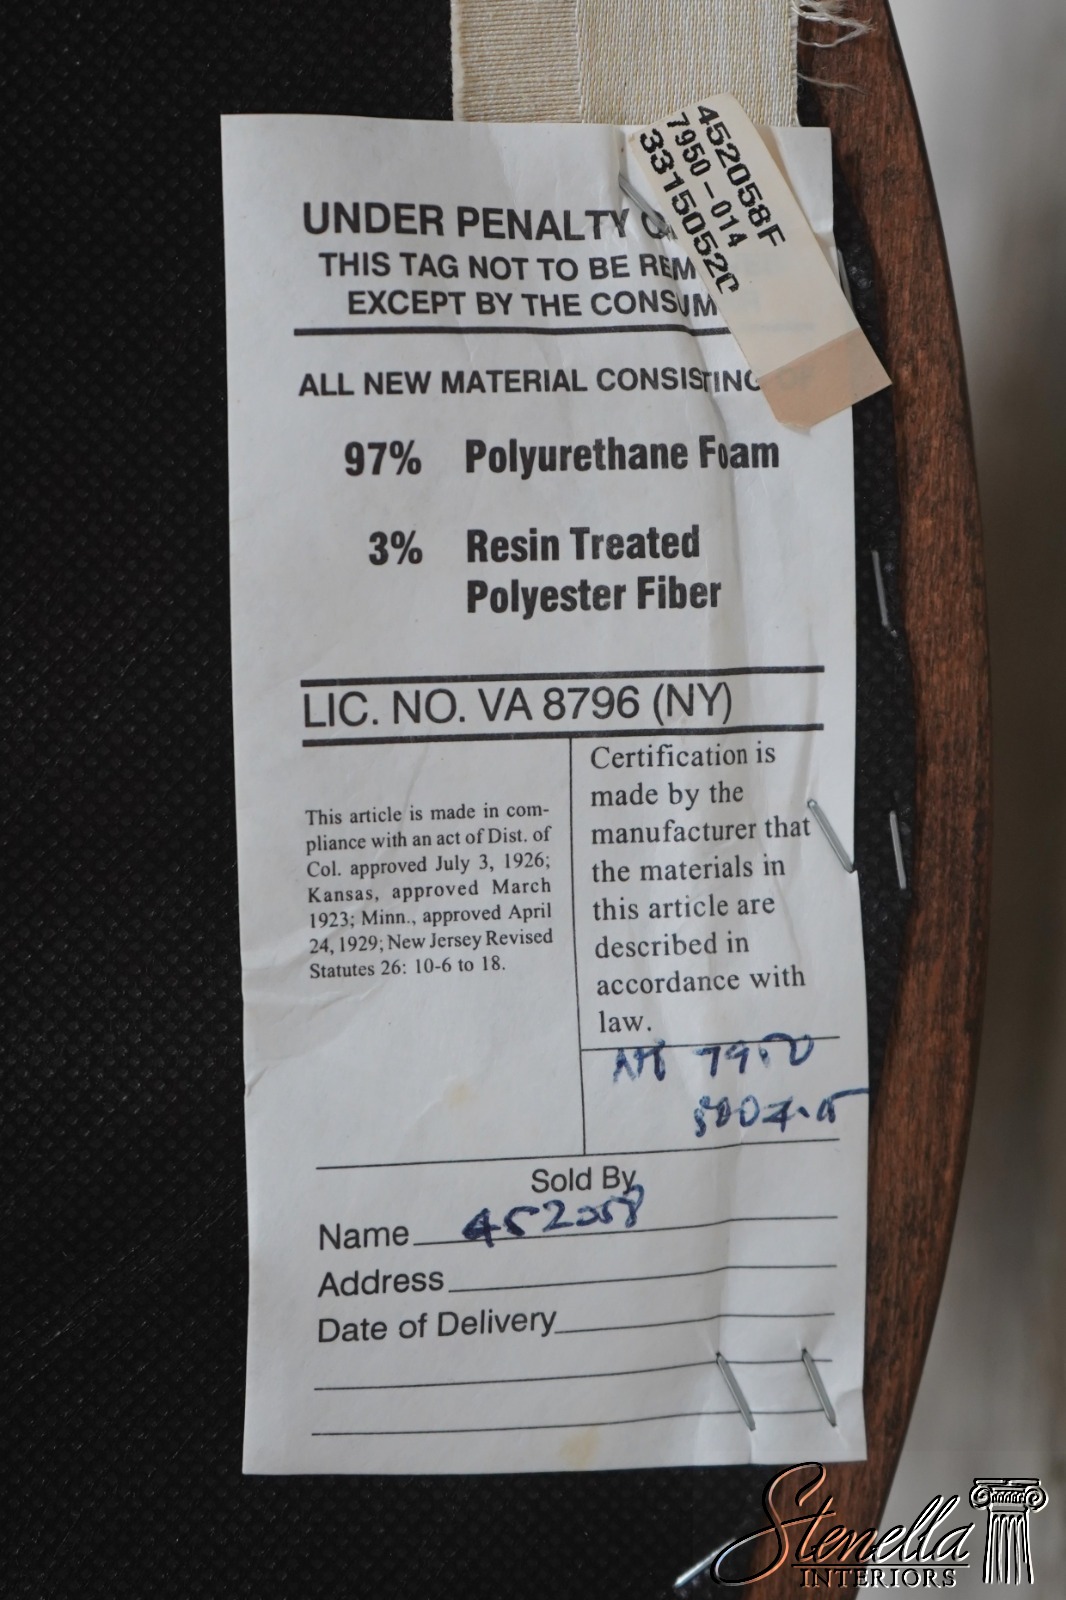 452058F
7950-014
3315052C
UNDER PENALTY
THIS TAG NOT TO BE REM
EXCEPT BY THE CONSUM
ALL NEW MATERIAL CONSISTING
97% Polyurethane Foam
3% Resin Treated
Polyester Fiber
LIC. NO. VA 8796 (NY)
This article is made in com-
pliance with an act of Dist. of
Col. approved July 3, 1926;
Kansas, approved March
1923; Minn., approved April
24, 1929; New Jersey Revised
Statutes 26: 10-6 to 18.
Certification is
made by the
manufacturer that
the materials in
this article are
described in
accordance with
law.
Sold By
Name 452058
Address
Date of Delivery
Stenella
INTERIORS